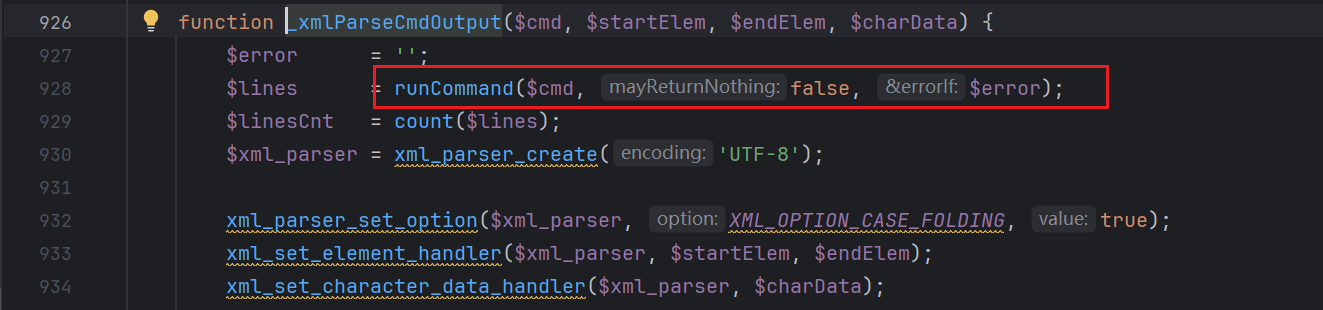 926 function _xmlParseCmdOutput($cmd, $startElem, $endElem, $charData) {
927 $error = '';
928 $lines = runCommand($cmd, mayReturnNothing: false, &errorIf: $error);
929 $linesCnt = count($lines);
930 $xml_parser = xml_parser_create( encoding: 'UTF-8');
931
932 xml_parser_set_option($xml_parser, option: XML_OPTION_CASE_FOLDING, value: true);
933 xml_set_element_handler($xml_parser, $startElem, $endElem);
934 xml_set_character_data_handler($xml_parser, $charData);